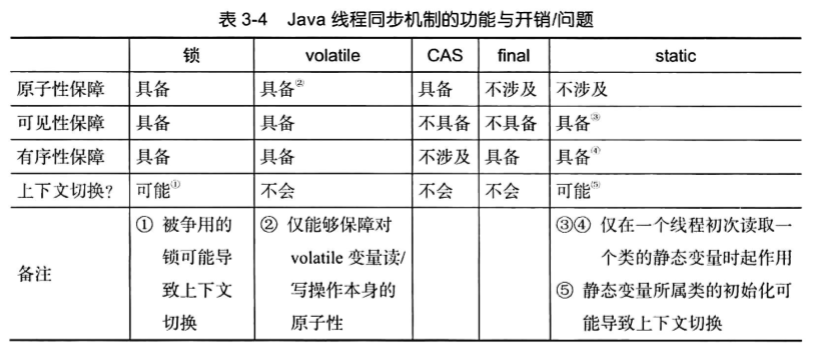 表 3-4 Java 线程同步机制的功能与开销/问题
锁 volatile CAS final static
原子性保障 具备 具备② 具备 不涉及 不涉及
可见性保障 具备 具备 不具备 不具备 具备③
有序性保障 具备 具备 不涉及 具备 具备④
上下文切换? 可能① 不会 不会 不会 可能⑤
备注
① 被争用的
锁可能导
致上下文
切换
② 仅能够保障对
volatile 变量读/
写操作本身的
原子性
③④ 仅在一个线程初次读取一
个类的静态变量时起作用
⑤ 静态变量所属类的初始化可
能导致上下文切换